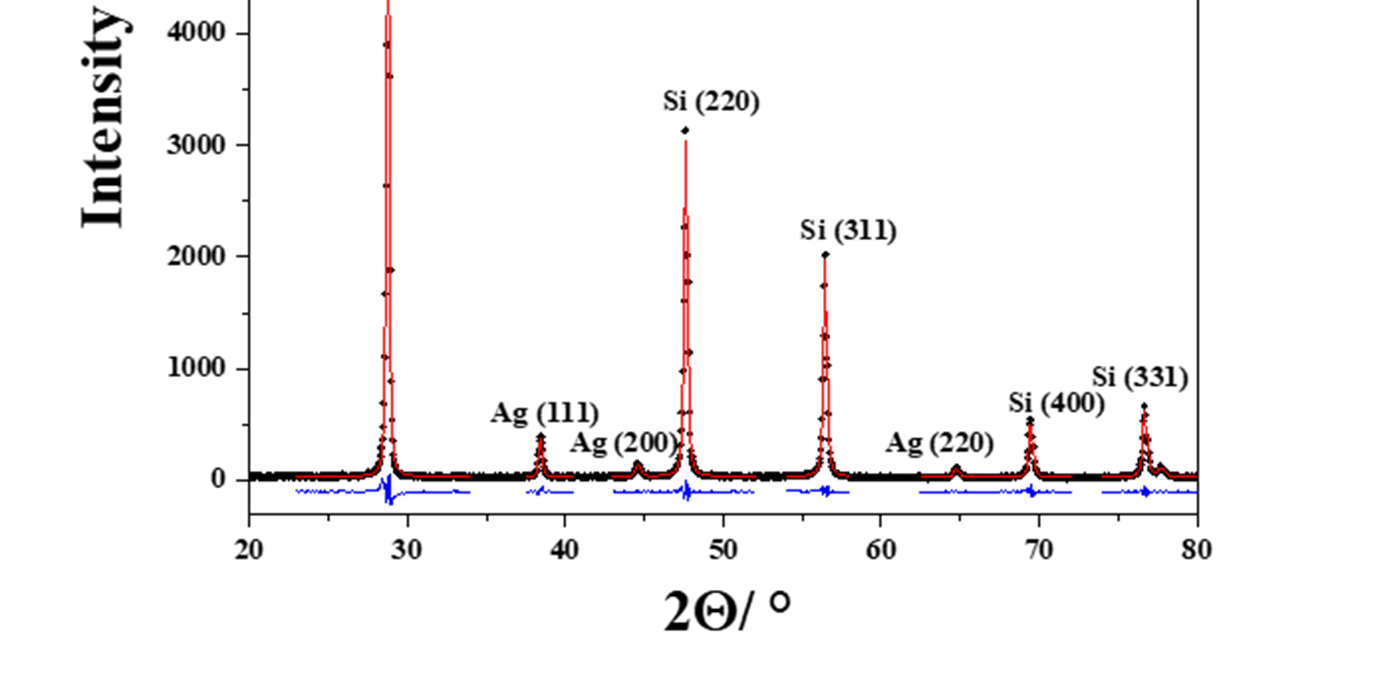 Intensity
4000
3000
2000
1000
0
Si (220)
Si (311)
Si (331)
Si (400)
Ag (111)
Ag (200)
Ag (220)
20 30 40 50 60 70 80
2Θ/ °